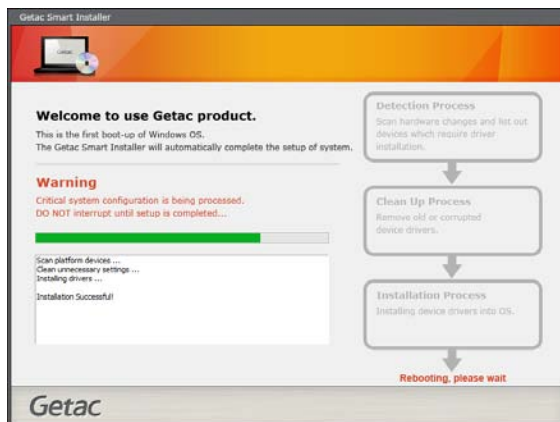 Getac Smart Installer
Welcome to use Getac product.
This is the first boot-up of Windows OS.
The Getac Smart Installer will automatically complete the setup of system.
Warning
Critical system configuration is being processed.
DO NOT interrupt until setup is completed...
Scan platform devices ...
Clean unnecessary settings ...
Installing drivers ...
Installation Successful!
Detection Process
Scan hardware changes and list out
devices which require driver
installation.
Clean Up Process
Remove old or corrupted
device drivers.
Installation Process
Installing device drivers into OS.
Rebooting, please wait
Getac